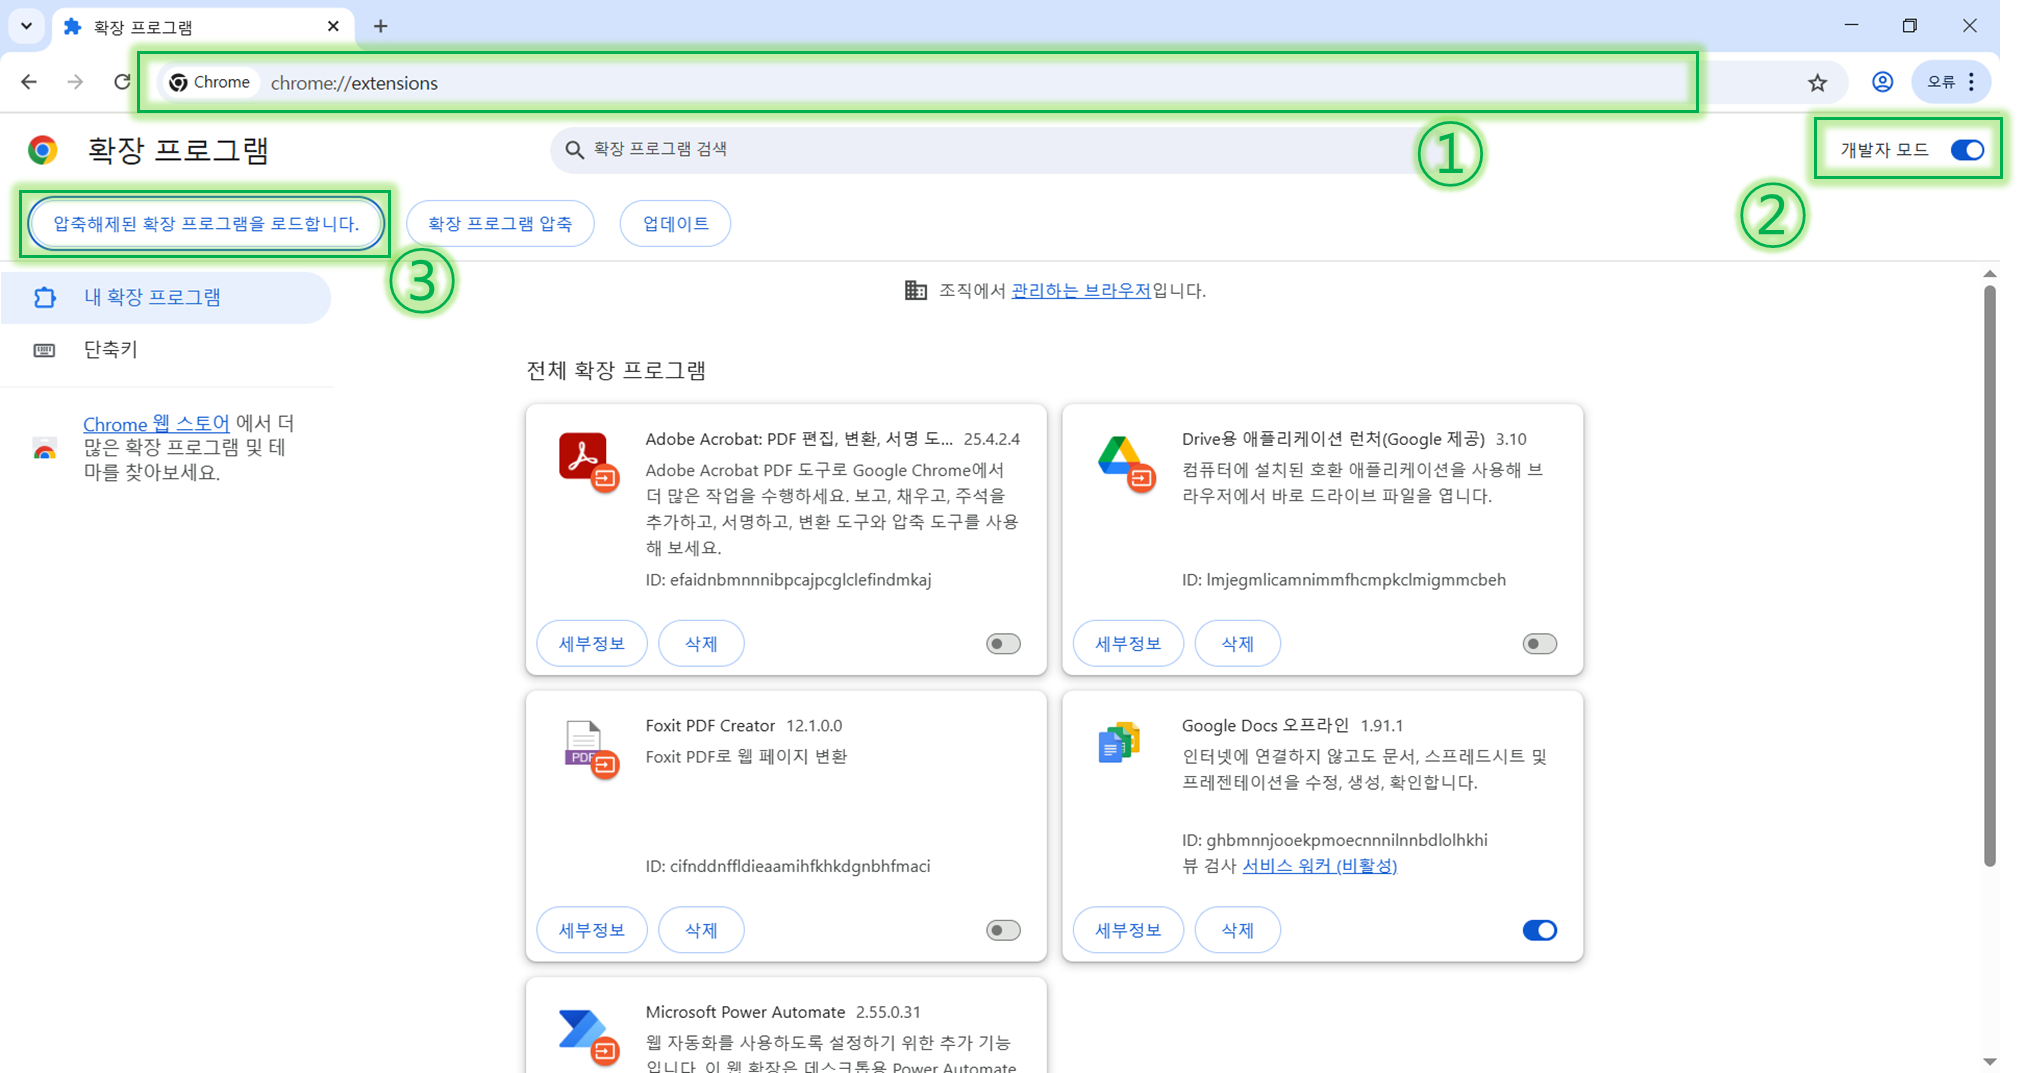 확장 프로그램
Chrome chrome://extensions
오류
확장 프로그램
확장 프로그램 검색
①
개발자 모드
②
압축해제된 확장 프로그램을 로드합니다.
확장 프로그램 압축
업데이트
③
내 확장 프로그램
단축키
Chrome 웹 스토어 에서 더
많은 확장 프로그램 및 테
마를 찾아보세요.
조직에서 관리하는 브라우저입니다.
전체 확장 프로그램
Adobe Acrobat: PDF 편집, 변환, 서명 도... 25.4.2.4
Adobe Acrobat PDF 도구로 Google Chrome에서
더 많은 작업을 수행하세요. 보고, 채우고, 주석을
추가하고, 서명하고, 변환 도구와 압축 도구를 사용
해 보세요.
ID: efaidnbmnnnibpcajpcglclefindmkaj
세부정보
삭제
Drive용 애플리케이션 런처(Google 제공) 3.10
컴퓨터에 설치된 호환 애플리케이션을 사용해 브
라우저에서 바로 드라이브 파일을 엽니다.
ID: lmjegmlicamnimmfhcmpkclmigmmcbeh
세부정보
삭제
PDF
Foxit PDF Creator 12.1.0.0
Foxit PDF로 웹 페이지 변환
ID: cifnddnffldieaamihfkhkdgnbhfmaci
세부정보
삭제
Google Docs 오프라인 1.91.1
인터넷에 연결하지 않고도 문서, 스프레드시트 및
프레젠테이션을 수정, 생성, 확인합니다.
ID: ghbmnnjooekpmoecnnnilnnbdlolhkhi
뷰 검사 서비스 워커 (비활성)
세부정보
삭제
Microsoft Power Automate 2.55.0.31
웹 자동화를 사용하도록 설정하기 위한 추가 기능
입니다. 이 웹 확장은 데스크톱용 Power Automate